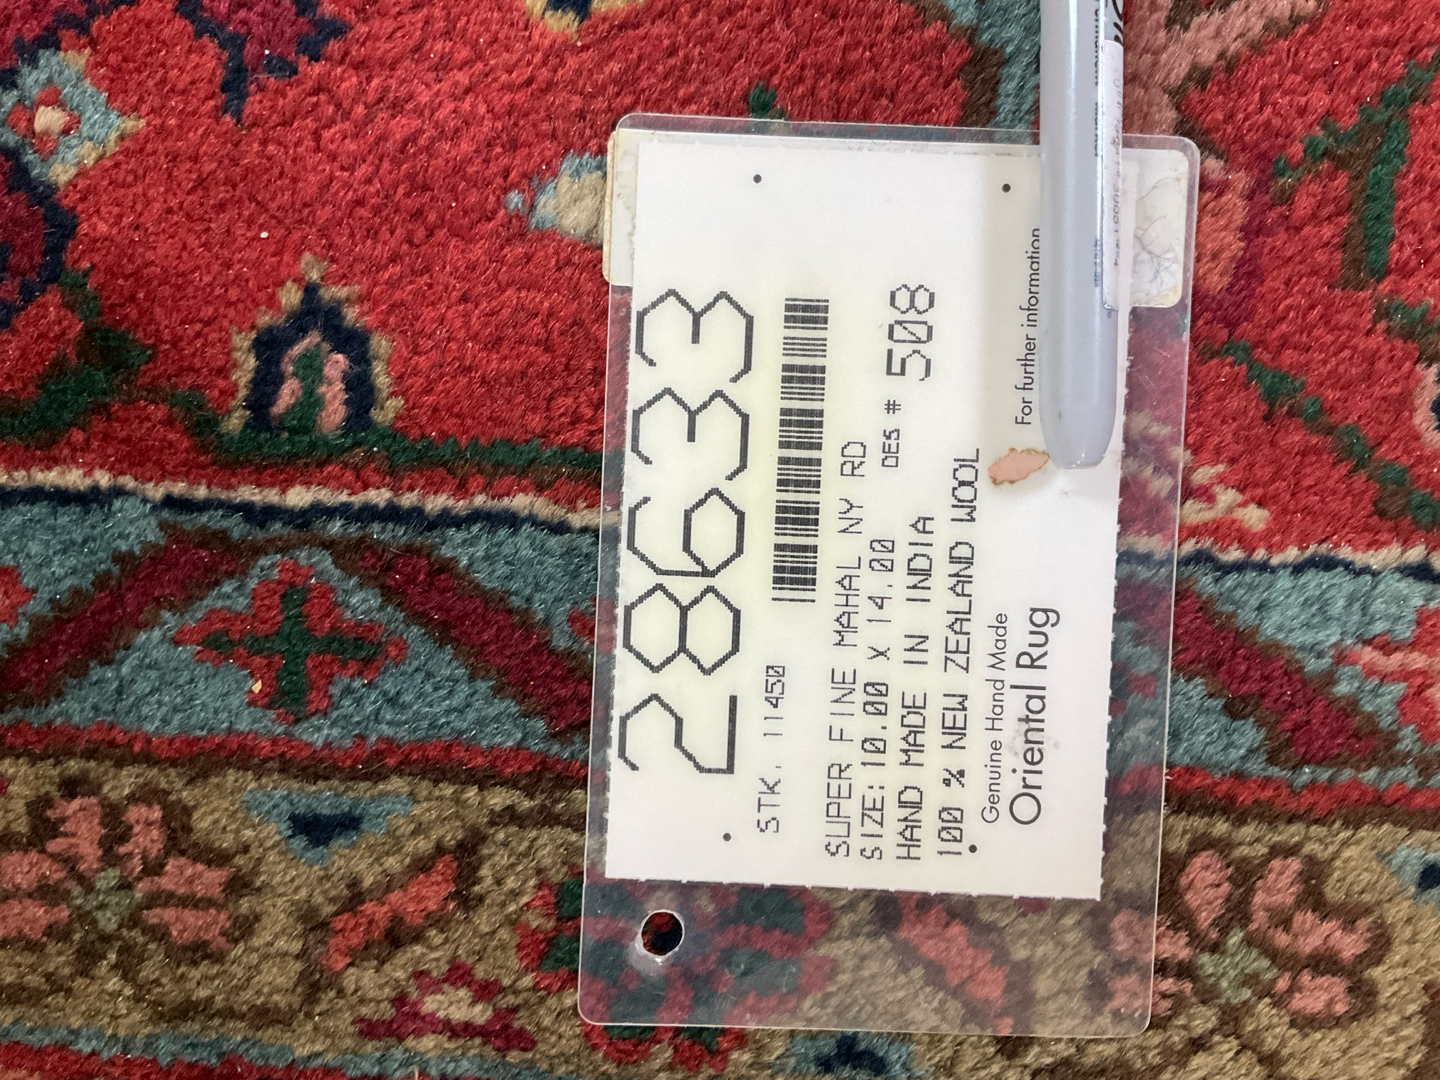 28633
STK. 11450
SUPER FINE MAHAL NY RD
SIZE: 10.00 X 14.00 DES # 508
HAND MADE IN INDIA
100 % NEW ZEALAND WOOL
Genuine Hand Made
Oriental Rug
For further information